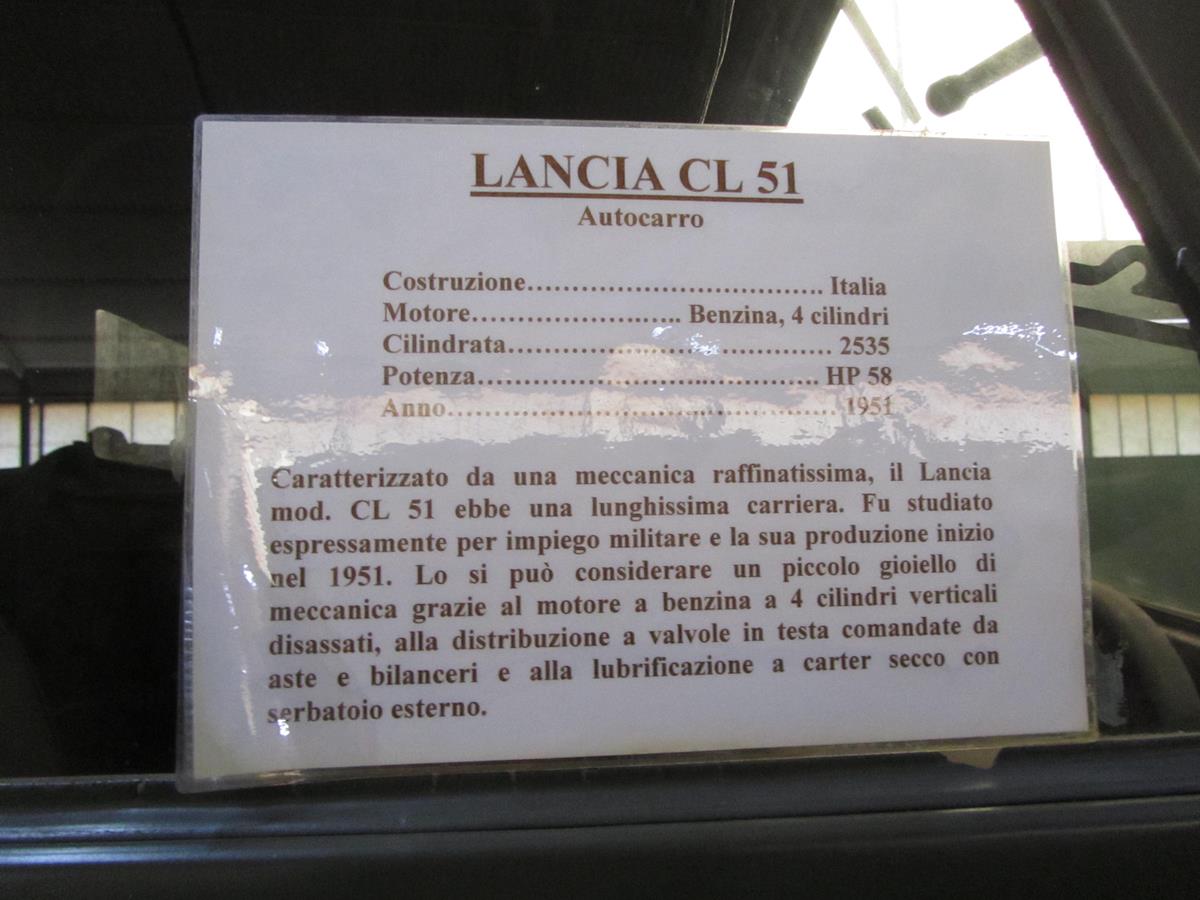 LANCIA CL 51
Autocarro
Costruzione................................. Italia
Motore........................ Benzina, 4 cilindri
Cilindrata.................................... 2535
Potenza...................................... HP 58
Anno........................................... 1951
Caratterizzato da una meccanica raffinatissima, il Lancia
mod. CL 51 ebbe una lunghissima carriera. Fu studiato
espressamente per impiego militare e la sua produzione inizio
nel 1951. Lo si può considerare un piccolo gioiello di
meccanica grazie al motore a benzina a 4 cilindri verticali
disassati, alla distribuzione a valvole in testa comandate da
aste e bilanceri e alla lubrificazione a carter secco con
serbatoio esterno.